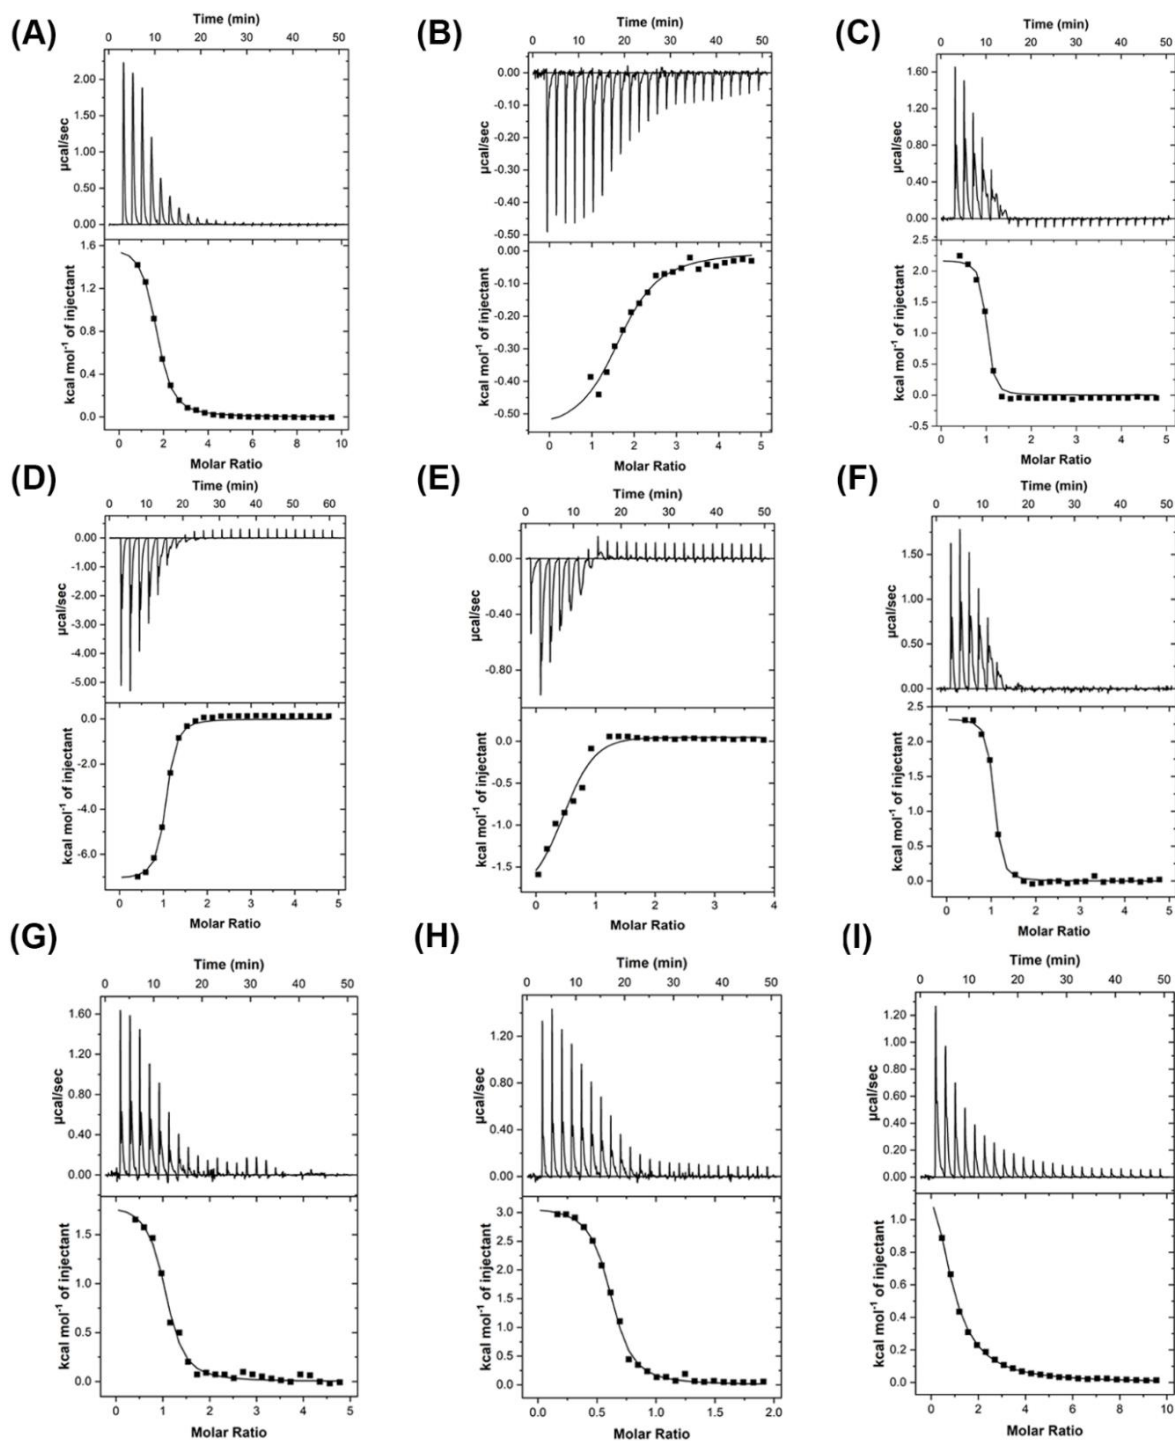 (A)
Time (min)
0 10 20 30 40 50
µcal/sec
2.00
1.50
1.00
0.50
0.00
kcal mol⁻¹ of injectant
1.6
1.2
0.8
0.4
0.0
0 2 4 6 8 10
Molar Ratio
(B)
Time (min)
0 10 20 30 40 50
µcal/sec
0.00
-0.10
-0.20
-0.30
-0.40
-0.50
kcal mol⁻¹ of injectant
0.00
-0.10
-0.20
-0.30
-0.40
-0.50
0 1 2 3 4 5
Molar Ratio
(C)
Time (min)
0 10 20 30 40 50
µcal/sec
1.60
1.20
0.80
0.40
0.00
kcal mol⁻¹ of injectant
2.5
2.0
1.5
1.0
0.5
0.0
-0.5
0 1 2 3 4 5
Molar Ratio
(D)
Time (min)
0 10 20 30 40 50 60
µcal/sec
0.00
-1.00
-2.00
-3.00
-4.00
-5.00
kcal mol⁻¹ of injectant
0.0
-2.0
-4.0
-6.0
0 1 2 3 4 5
Molar Ratio
(E)
Time (min)
0 10 20 30 40 50
µcal/sec
0.00
-0.40
-0.80
kcal mol⁻¹ of injectant
0.0
-0.5
-1.0
-1.5
0 1 2 3 4
Molar Ratio
(F)
Time (min)
0 10 20 30 40 50
µcal/sec
1.50
1.00
0.50
0.00
kcal mol⁻¹ of injectant
2.5
2.0
1.5
1.0
0.5
0.0
0 1 2 3 4 5
Molar Ratio
(G)
Time (min)
0 10 20 30 40 50
µcal/sec
1.60
1.20
0.80
0.40
0.00
kcal mol⁻¹ of injectant
1.5
1.0
0.5
0.0
0 1 2 3 4 5
Molar Ratio
(H)
Time (min)
0 10 20 30 40 50
µcal/sec
1.20
0.80
0.40
0.00
kcal mol⁻¹ of injectant
3.0
2.5
2.0
1.5
1.0
0.5
0.0
0.0 0.5 1.0 1.5 2.0
Molar Ratio
(I)
Time (min)
0 10 20 30 40 50
µcal/sec
1.20
1.00
0.80
0.60
0.40
0.20
0.00
kcal mol⁻¹ of injectant
1.0
0.8
0.6
0.4
0.2
0.0
0 2 4 6 8 10
Molar Ratio